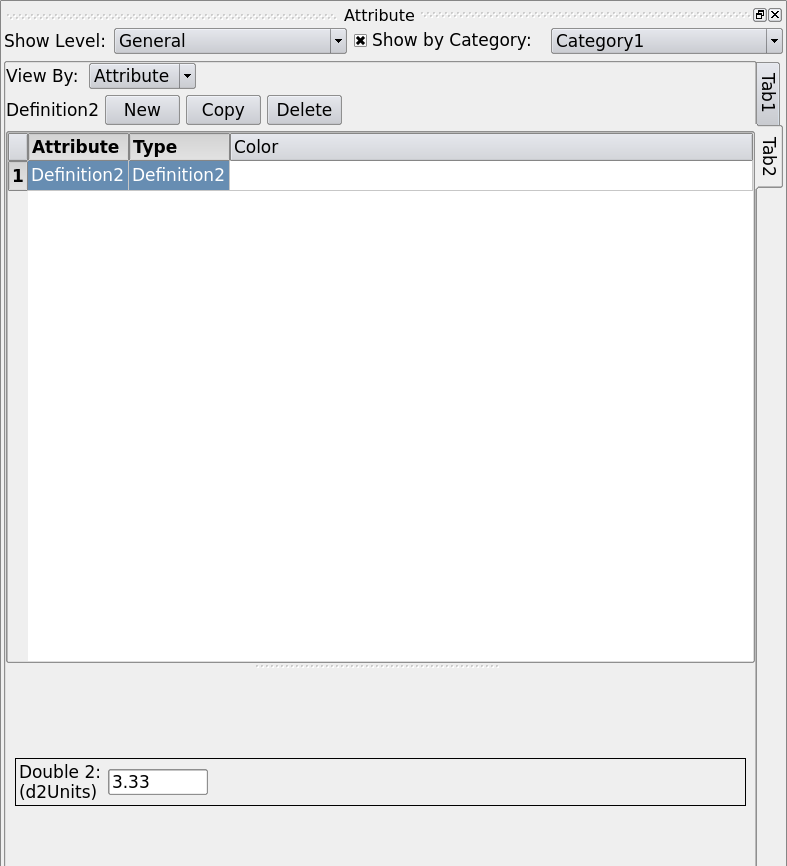 Attribute
Show Level: General Show by Category: Category1
View By: Attribute
Tab1
Definition2 New Copy Delete
Tab2
Attribute Type Color
1 Definition2 Definition2
Double 2: 3.33
(d2Units)